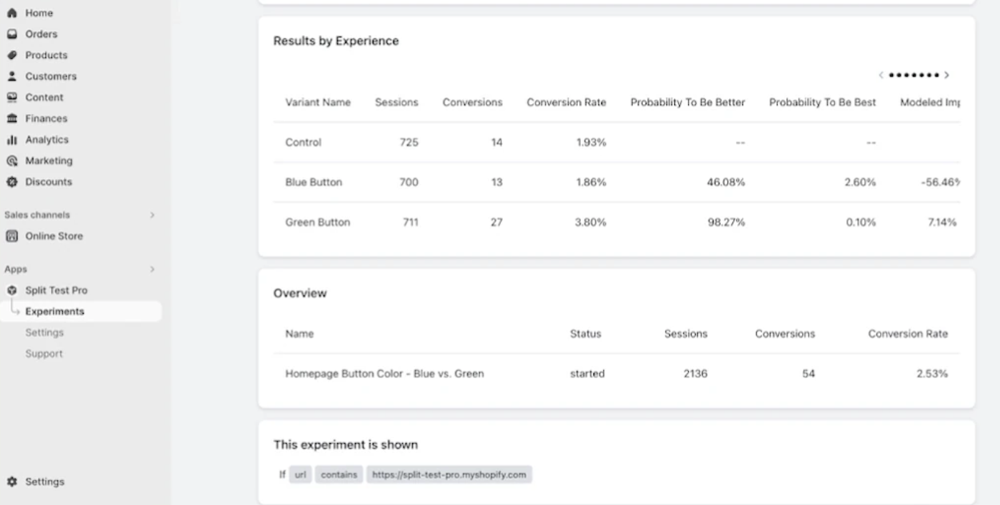 Home
Orders
Products
Customers
Content
Finances
Analytics
Marketing
Discounts
Sales channels
Online Store
Apps
Split Test Pro
Experiments
Settings
Support
Settings
Results by Experience
Variant Name Sessions Conversions Conversion Rate Probability To Be Better Probability To Be Best Modeled Imp
Control 725 14 1.93% -- --
Blue Button 700 13 1.86% 46.08% 2.60% -56.46%
Green Button 711 27 3.80% 98.27% 0.10% 7.14%
Overview
Name Status Sessions Conversions Conversion Rate
Homepage Button Color - Blue vs. Green started 2136 54 2.53%
This experiment is shown
If url contains https://split-test-pro.myshopify.com